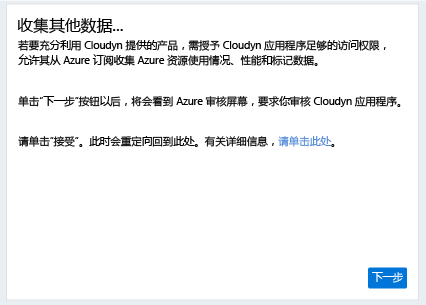 收集其他数据...
若要充分利用 Cloudyn 提供的产品，需授予 Cloudyn 应用程序足够的访问权限，
允许其从 Azure 订阅收集 Azure 资源使用情况、性能和标记数据。
单击“下一步”按钮以后，将会看到 Azure 审核屏幕，要求你审核 Cloudyn 应用程序。
请单击“接受”。此时会重定向回到此处。有关详细信息，请单击此处。
下一步